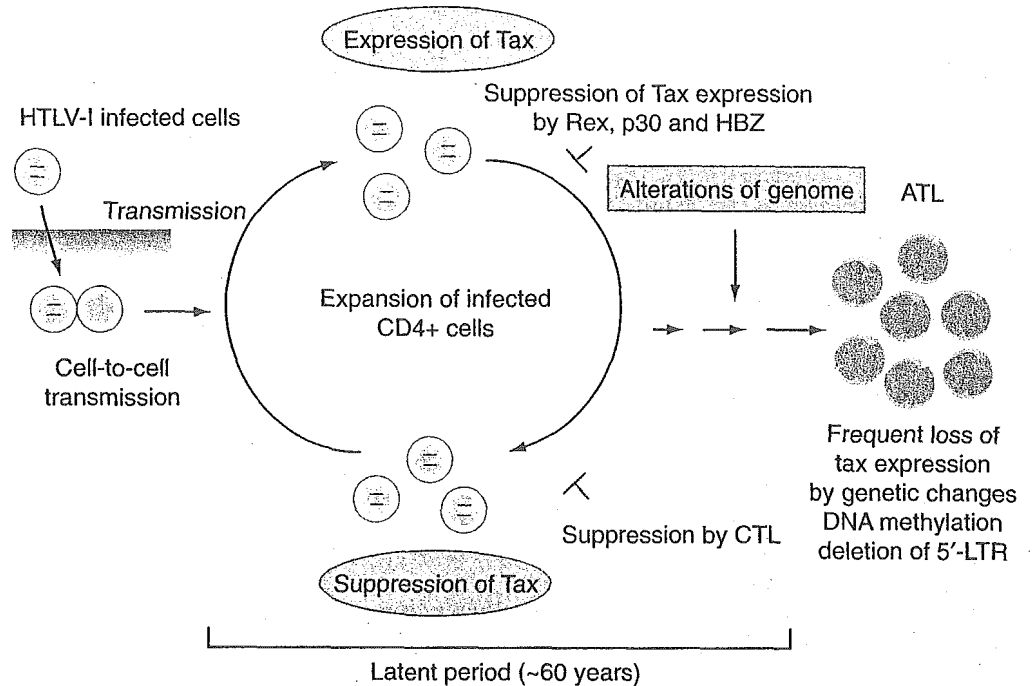 Expression of Tax
HTLV-I infected cells
Suppression of Tax expression
by Rex, p30 and HBZ
Transmission
Alterations of genome
ATL
Expansion of infected
CD4+ cells
Cell-to-cell
transmission
Frequent loss of
tax expression
by genetic changes
DNA methylation
deletion of 5′-LTR
Suppression by CTL
Suppression of Tax
Latent period (~60 years)